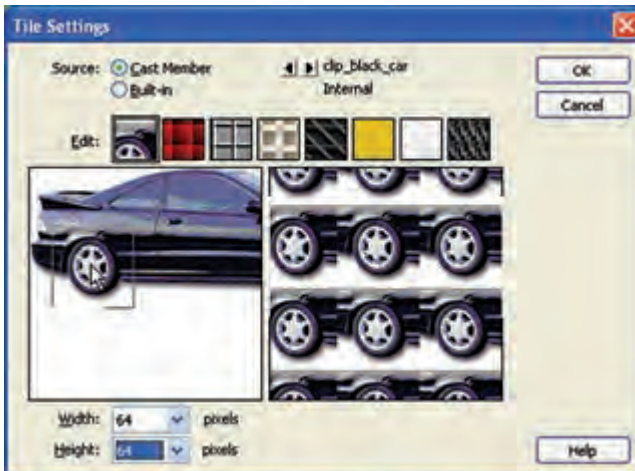 Tile Settings
Source: Cast Member clip_black_car
Built-in Internal
OK
Cancel
Edit:
Width: 64 pixels
Height: 64 pixels
Help